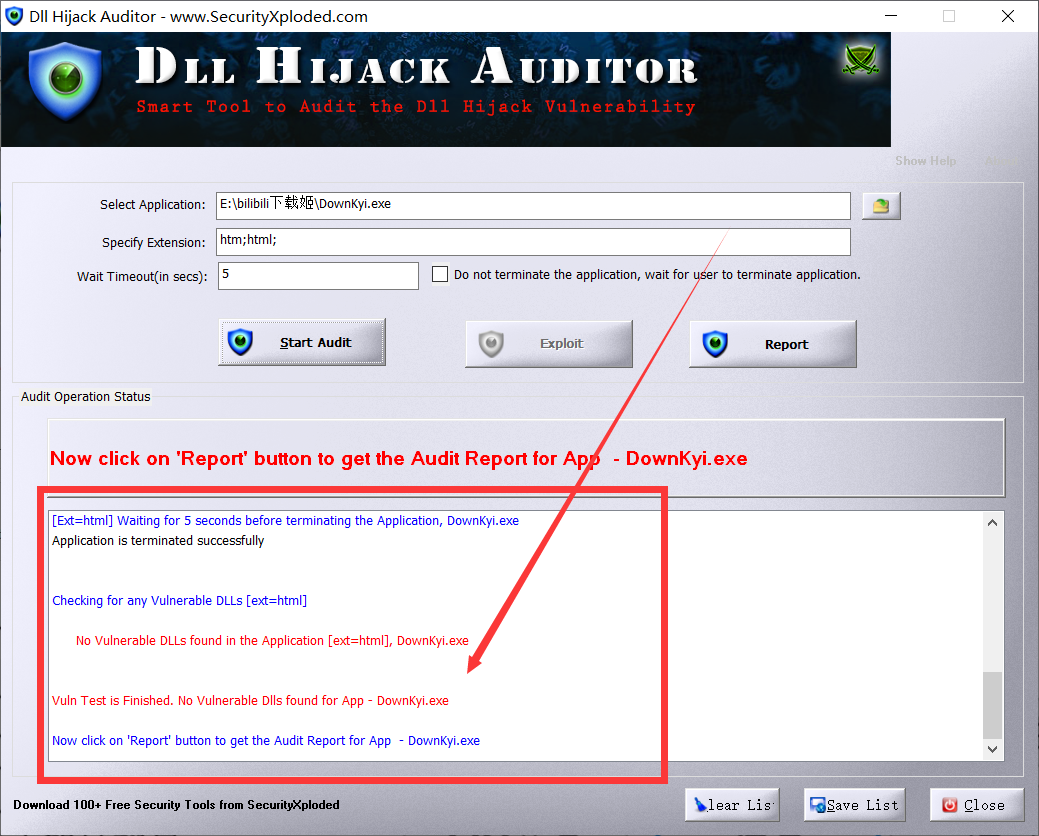 Dll Hijack Auditor - www.SecurityXploded.com
Dll Hijack Auditor
Smart Tool to Audit the Dll Hijack Vulnerability
Show Help
Select Application:
E:\bilibili下载姬\DownKyi.exe
Specify Extension:
htm;html;
Wait Timeout(in secs):
5
Do not terminate the application, wait for user to terminate application.
Start Audit
Exploit
Report
Audit Operation Status
Now click on 'Report' button to get the Audit Report for App - DownKyi.exe
[Ext=html] Waiting for 5 seconds before terminating the Application, DownKyi.exe
Application is terminated successfully
Checking for any Vulnerable DLLs [ext=html]
No Vulnerable DLLs found in the Application [ext=html], DownKyi.exe
Vuln Test is Finished. No Vulnerable Dlls found for App - DownKyi.exe
Now click on 'Report' button to get the Audit Report for App - DownKyi.exe
Download 100+ Free Security Tools from SecurityXploded
lear Lis
Save List
Close